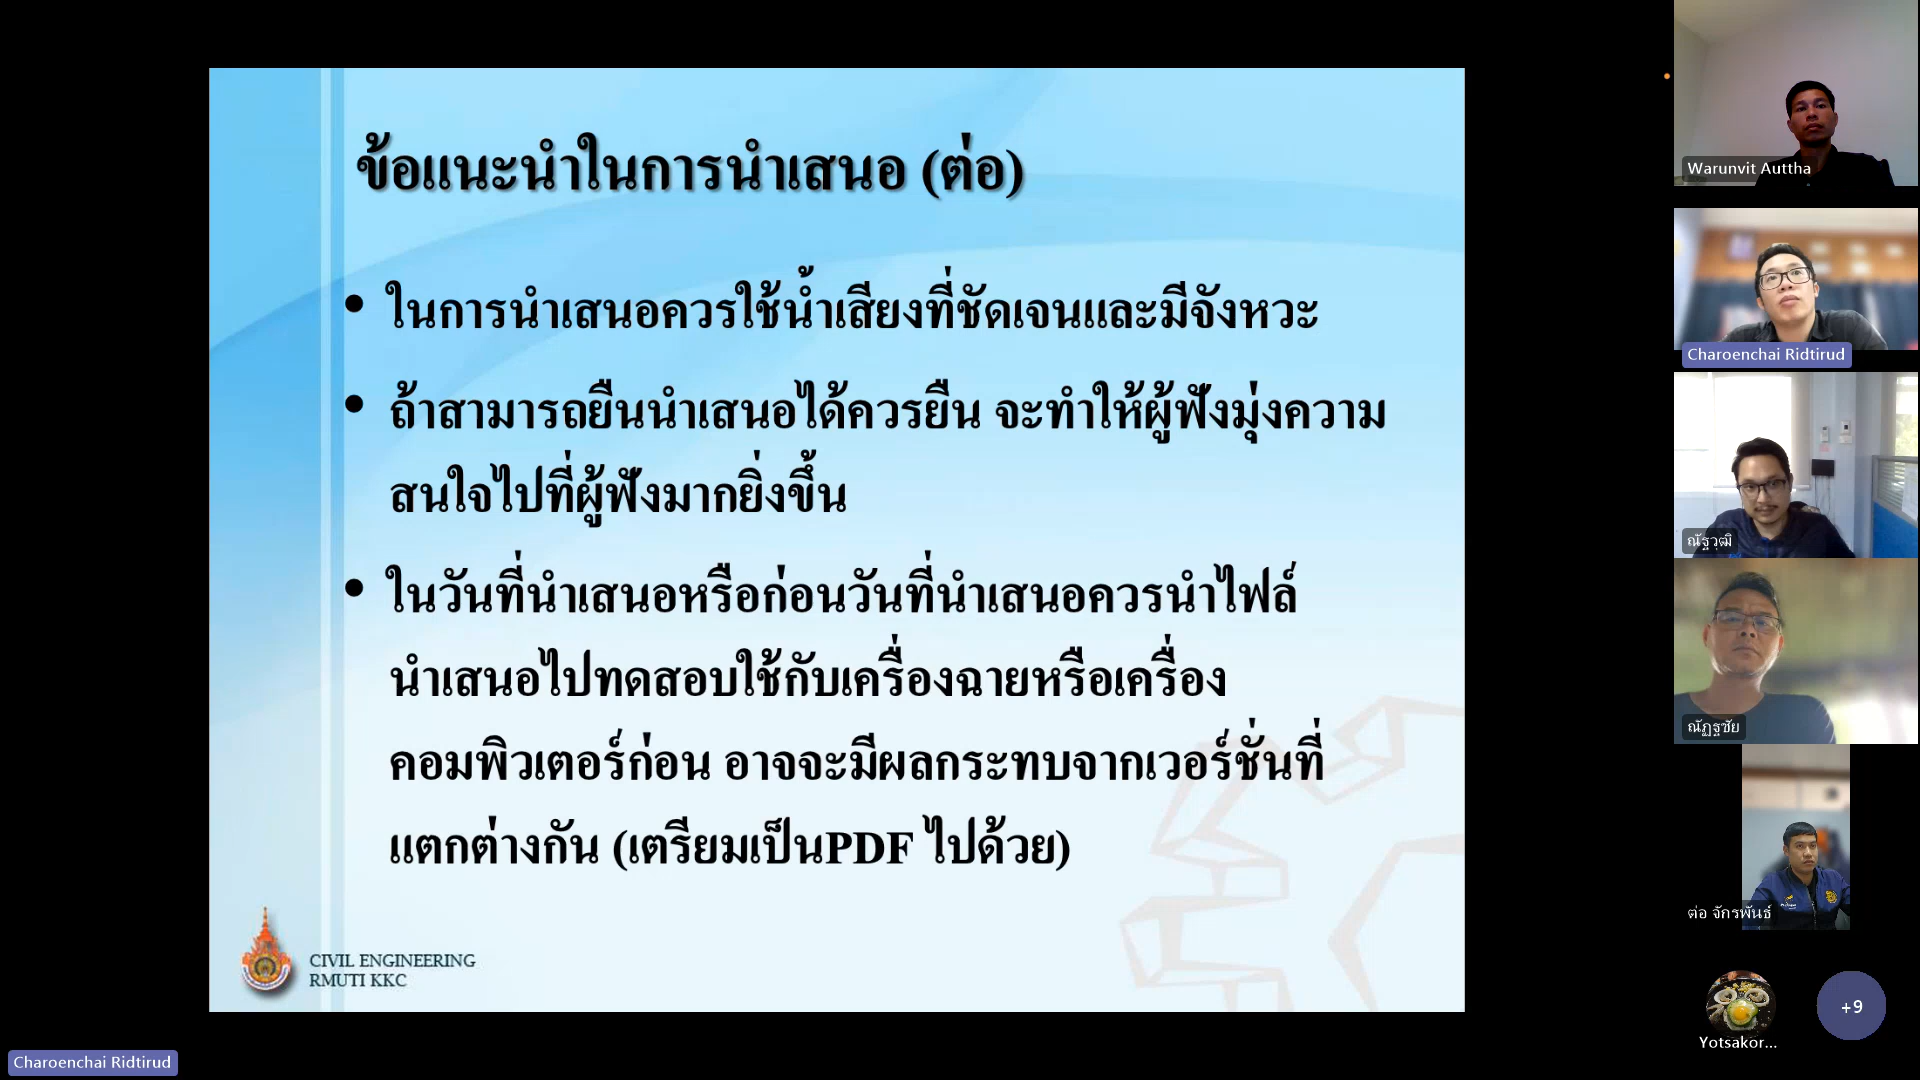 ข้อแนะนำในการนำเสนอ (ต่อ)
• ในการนำเสนอควรใช้น้ำเสียงที่ชัดเจนและมีจังหวะ
• ถ้าสามารถยืนนำเสนอได้ควรยืน จะทำให้ผู้ฟังมุ่งความ
สนใจไปที่ผู้ฟังมากยิ่งขึ้น
• ในวันที่นำเสนอหรือก่อนวันที่นำเสนอควรนำไฟล์
นำเสนอไปทดสอบใช้กับเครื่องฉายหรือเครื่อง
คอมพิวเตอร์ก่อน อาจจะมีผลกระทบจากเวอร์ชั่นที่
แตกต่างกัน (เตรียมเป็นPDF ไปด้วย)
CIVIL ENGINEERING
RMUTI KKC
Charoenchai Ridtirud
Warunvit Auttha
Charoenchai Ridtirud
ณัฐวุฒิ
ณัฏฐชัย
ต่อ จักรพันธ์
Yotsakor...
+9